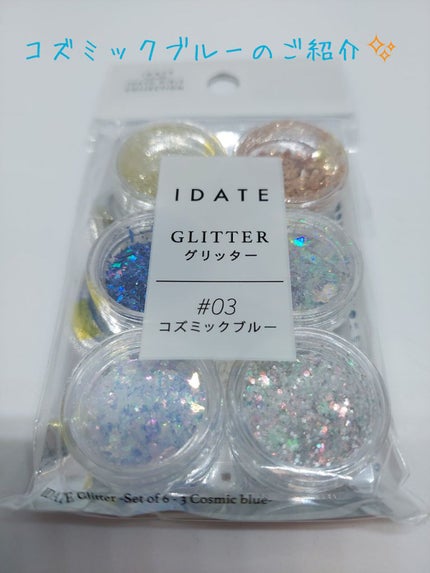 コズミックブルーのご紹介✨
COLLECTION
IDATE
GLITTER
グリッター
#03
コズミックブルー
Glitter -Set of 6 - 3 Cosmic blue-